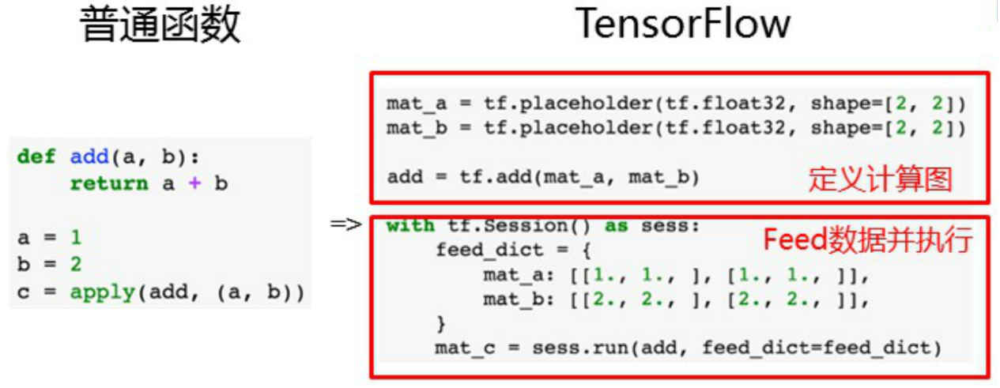 普通函数
TensorFlow
def add(a, b):
    return a + b
a = 1
b = 2
c = apply(add, (a, b))
=>
mat_a = tf.placeholder(tf.float32, shape=[2, 2])
mat_b = tf.placeholder(tf.float32, shape=[2, 2])
add = tf.add(mat_a, mat_b)
定义计算图
with tf.Session() as sess:
Feed数据并执行
    feed_dict = {
        mat_a: [[1., 1., ], [1., 1., ]],
        mat_b: [[2., 2., ], [2., 2., ]],
    }
    mat_c = sess.run(add, feed_dict=feed_dict)